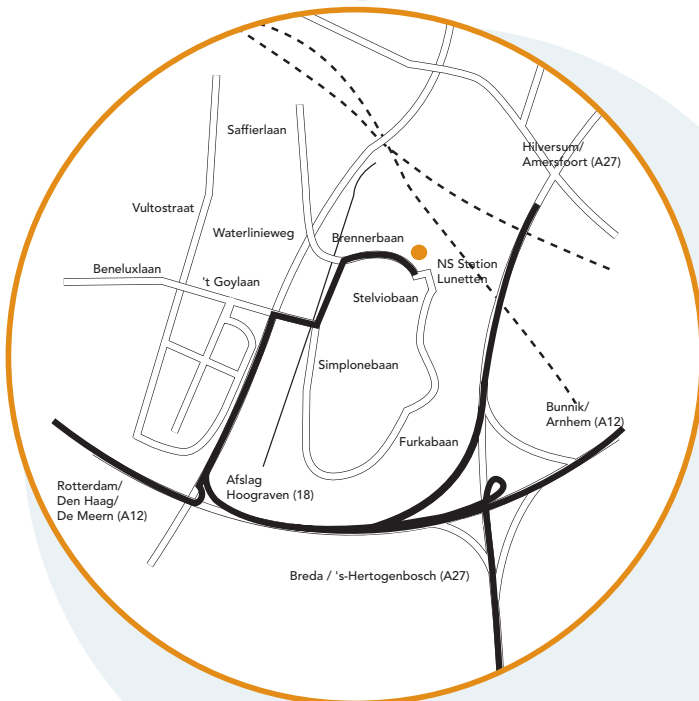 Saffierlaan
Hilversum/
Amersfoort (A27)
Vultostraat
Waterlinieweg
Brennerbaan
Beneluxlaan
't Goylaan
NS Station
Lunetten
Stelviobaan
Simplonebaan
Bunnik/
Arnhem (A12)
Furkabaan
Rotterdam/
Den Haag/
De Meern (A12)
Afslag
Hoograven (18)
Breda / 's-Hertogenbosch (A27)